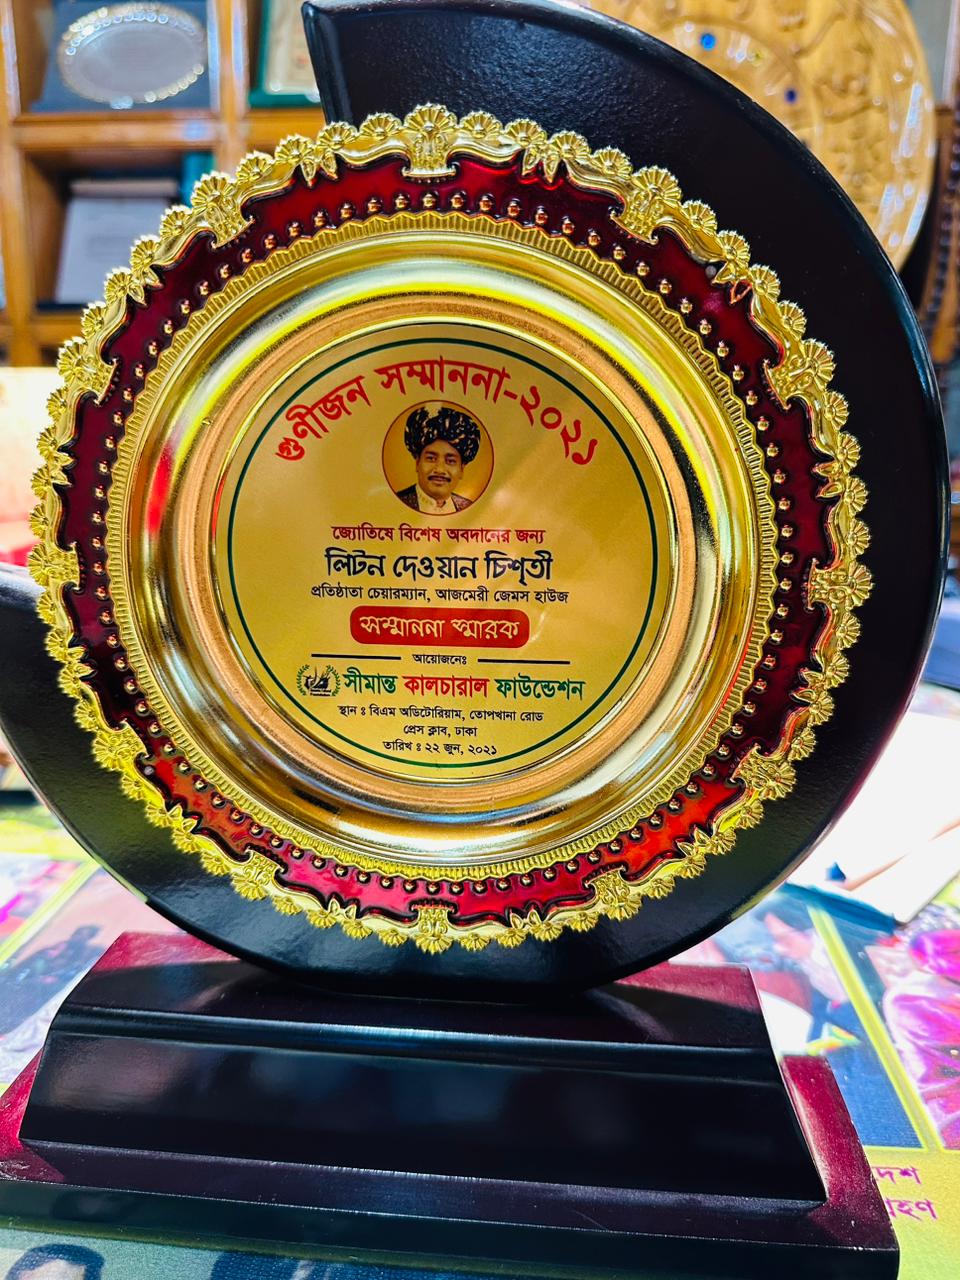 গুণীজন সম্মাননা-২০২১
জ্যোতিষে বিশেষ অবদানের জন্য
লিটন দেওয়ান চিশ্‌তী
প্রতিষ্ঠাতা চেয়ারম্যান, আজমেরী জেমস হাউজ
সম্মাননা স্মারক
আয়োজনেঃ
সীমান্ত কালচারাল ফাউন্ডেশন
স্থান ঃ বিএম অডিটোরিয়াম, তোপখানা রোড
প্রেস ক্লাব, ঢাকা
তারিখ ঃ ২২ জুন, ২০২১